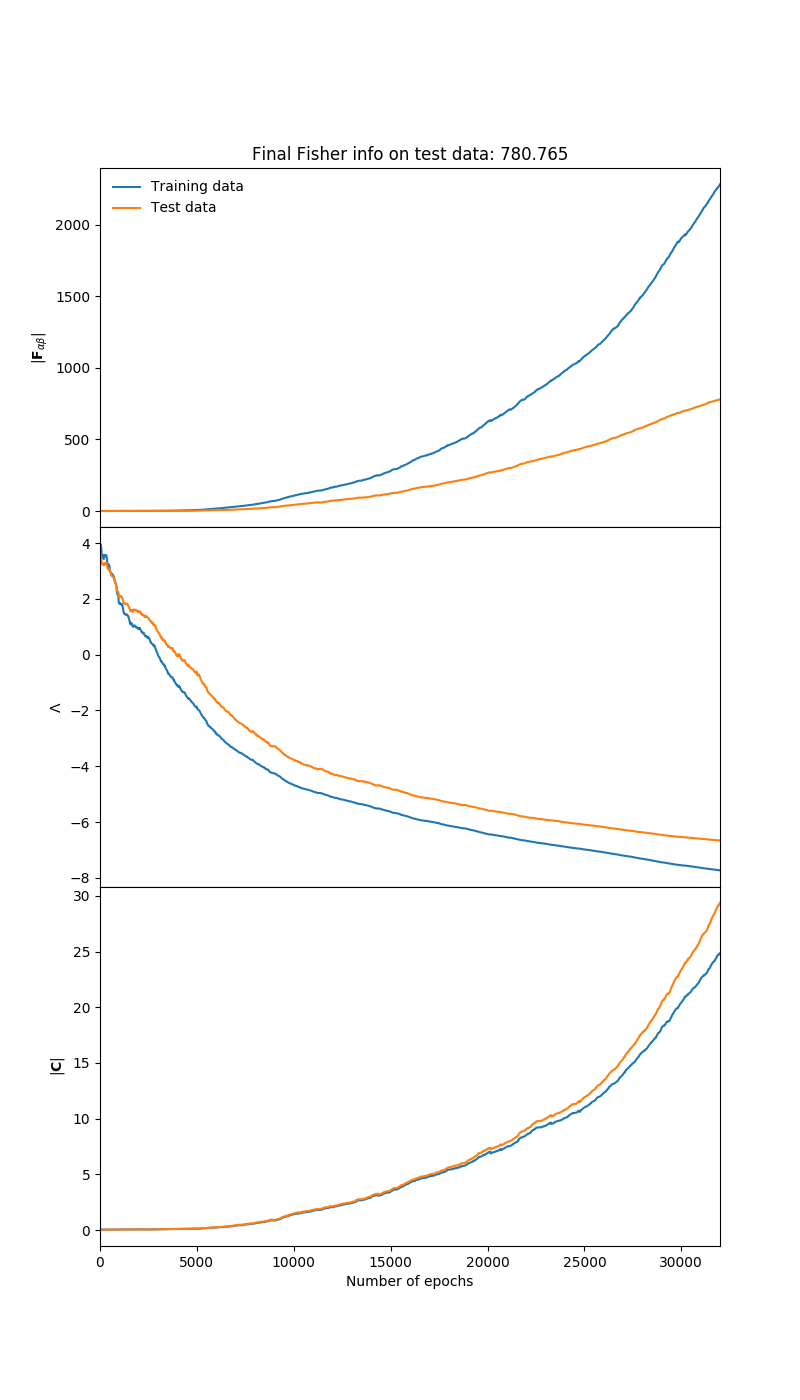 Final Fisher info on test data: 780.765
Training data
Test data
2000
1500
1000
500
0
|F_{αβ}|
4
2
0
−2
−4
−6
−8
Λ
30
25
20
15
10
5
0
|C|
0 5000 10000 15000 20000 25000 30000
Number of epochs